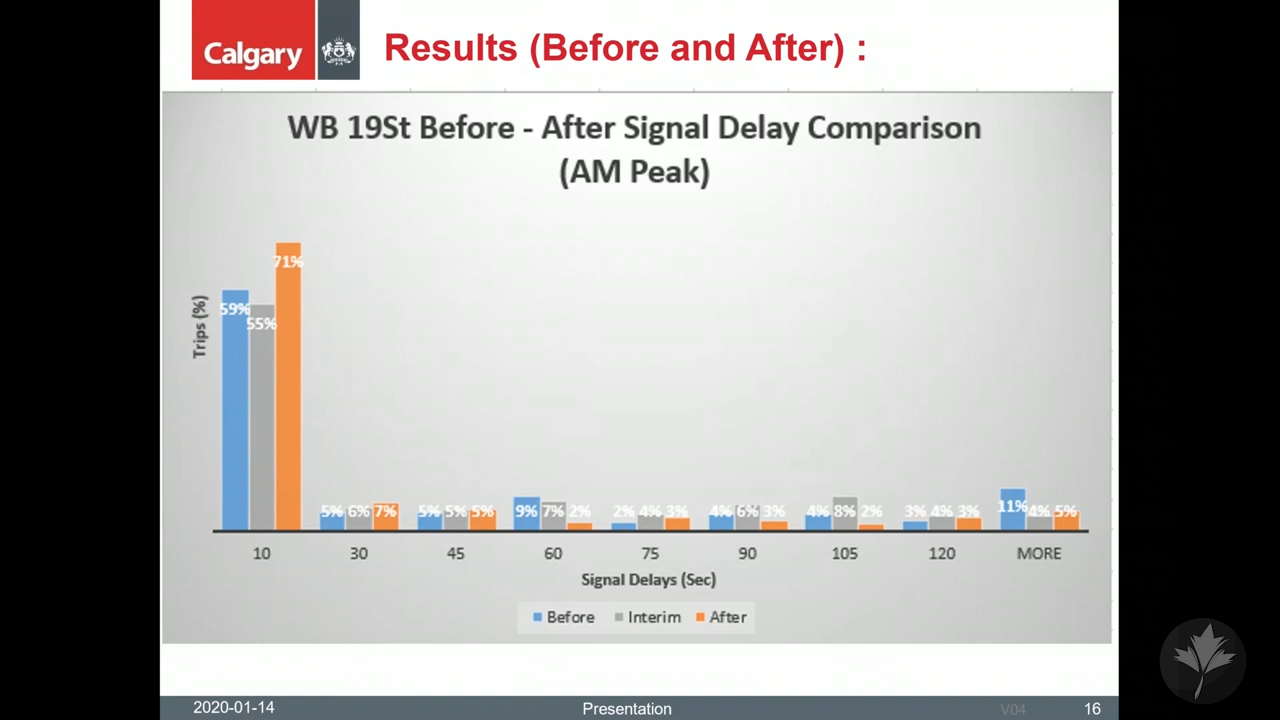 Calgary
Results (Before and After) :
WB 19St Before - After Signal Delay Comparison
(AM Peak)
Trips (%)
59% 55% 71%
5% 6% 7%
5% 5% 5%
9% 7% 2%
2% 4% 3%
4% 6% 3%
4% 8% 2%
3% 4% 3%
11% 4% 5%
10 30 45 60 75 90 105 120 MORE
Signal Delays (Sec)
Before Interim After
2020-01-14 Presentation V04 16